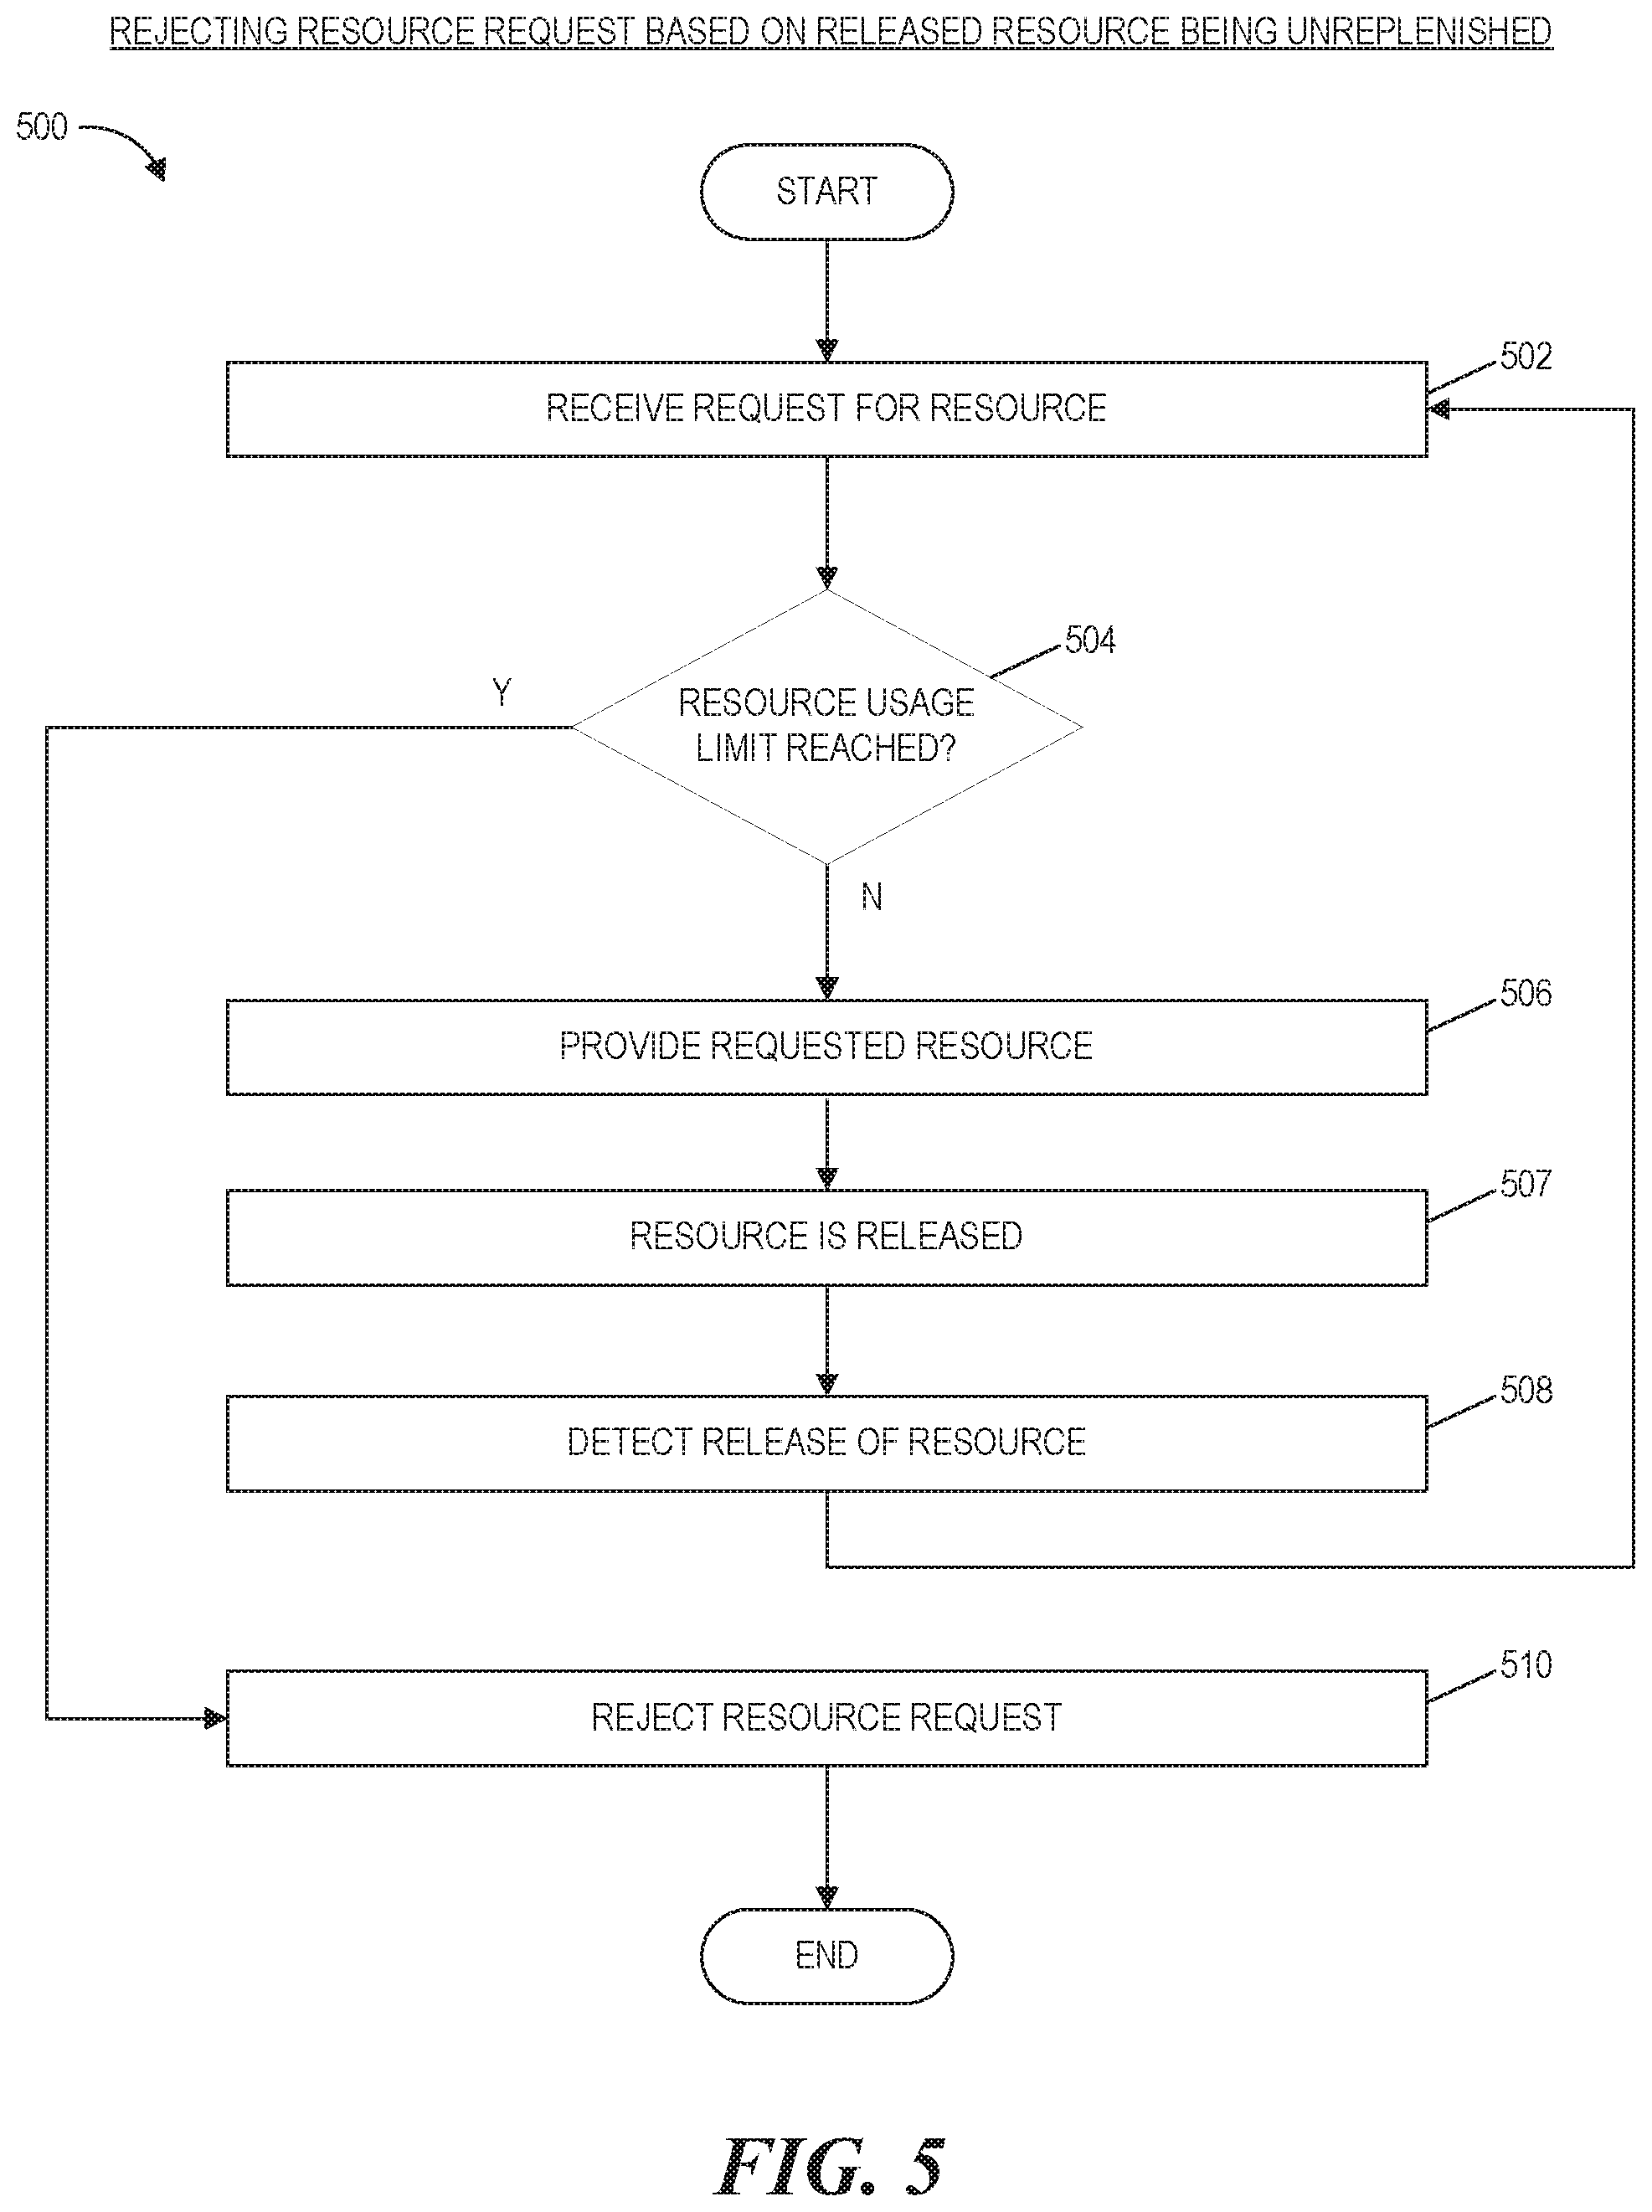 REJECTING RESOURCE REQUEST BASED ON RELEASED RESOURCE BEING UNREPLENISHED
500
START
502
RECEIVE REQUEST FOR RESOURCE
504
Y
RESOURCE USAGE
LIMIT REACHED?
N
506
PROVIDE REQUESTED RESOURCE
507
RESOURCE IS RELEASED
508
DETECT RELEASE OF RESOURCE
510
REJECT RESOURCE REQUEST
END
FIG. 5